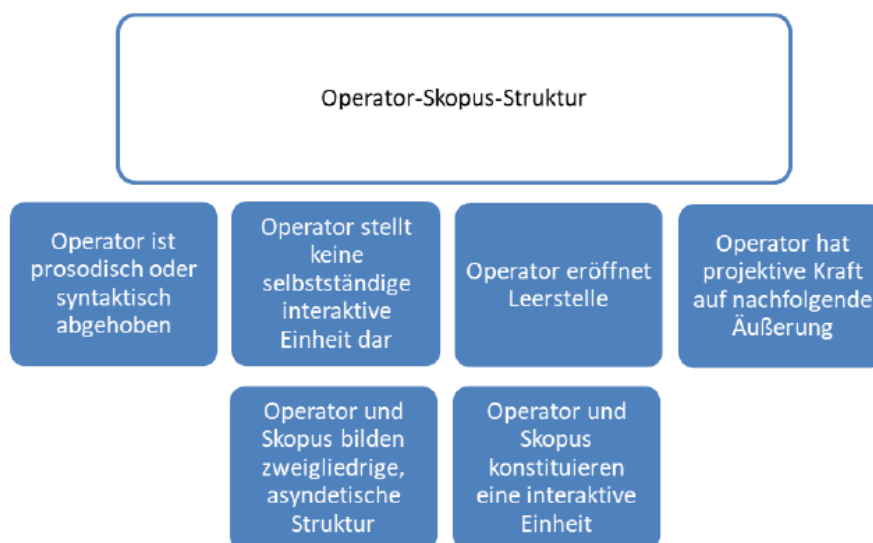 Operator-Skopus-Struktur
Operator ist
prosodisch oder
syntaktisch
abgehoben
Operator stellt
keine
selbstständige
interaktive
Einheit dar
Operator eröffnet
Leerstelle
Operator hat
projektive Kraft
auf nachfolgende
Äußerung
Operator und
Skopus bilden
zweigliedrige,
asyndetische
Struktur
Operator und
Skopus
konstituieren
eine interaktive
Einheit